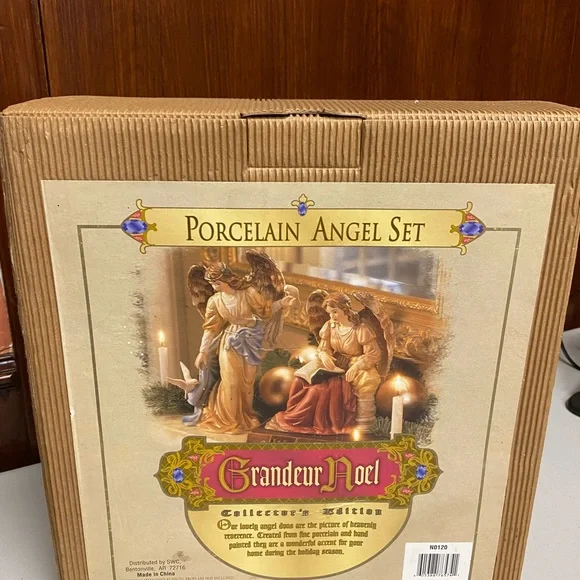 PORCELAIN ANGEL SET
Grandeur Noel
Collector's Edition
Our lovely angel duos are the picture of heavenly
reverence. Created from fine porcelain and hand
painted they are a wonderful accent for your
home during the holiday season.
Distributed by SWC,
Bentonville, AR 72716
Made in China
N0120